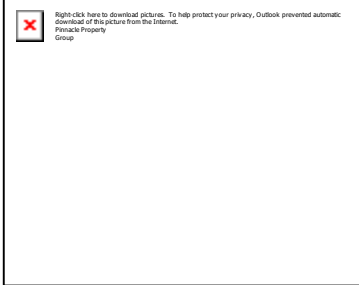 Right-click here to download pictures. To help protect your privacy, Outlook prevented automatic
download of this picture from the Internet.
Pinnacle Property
Group